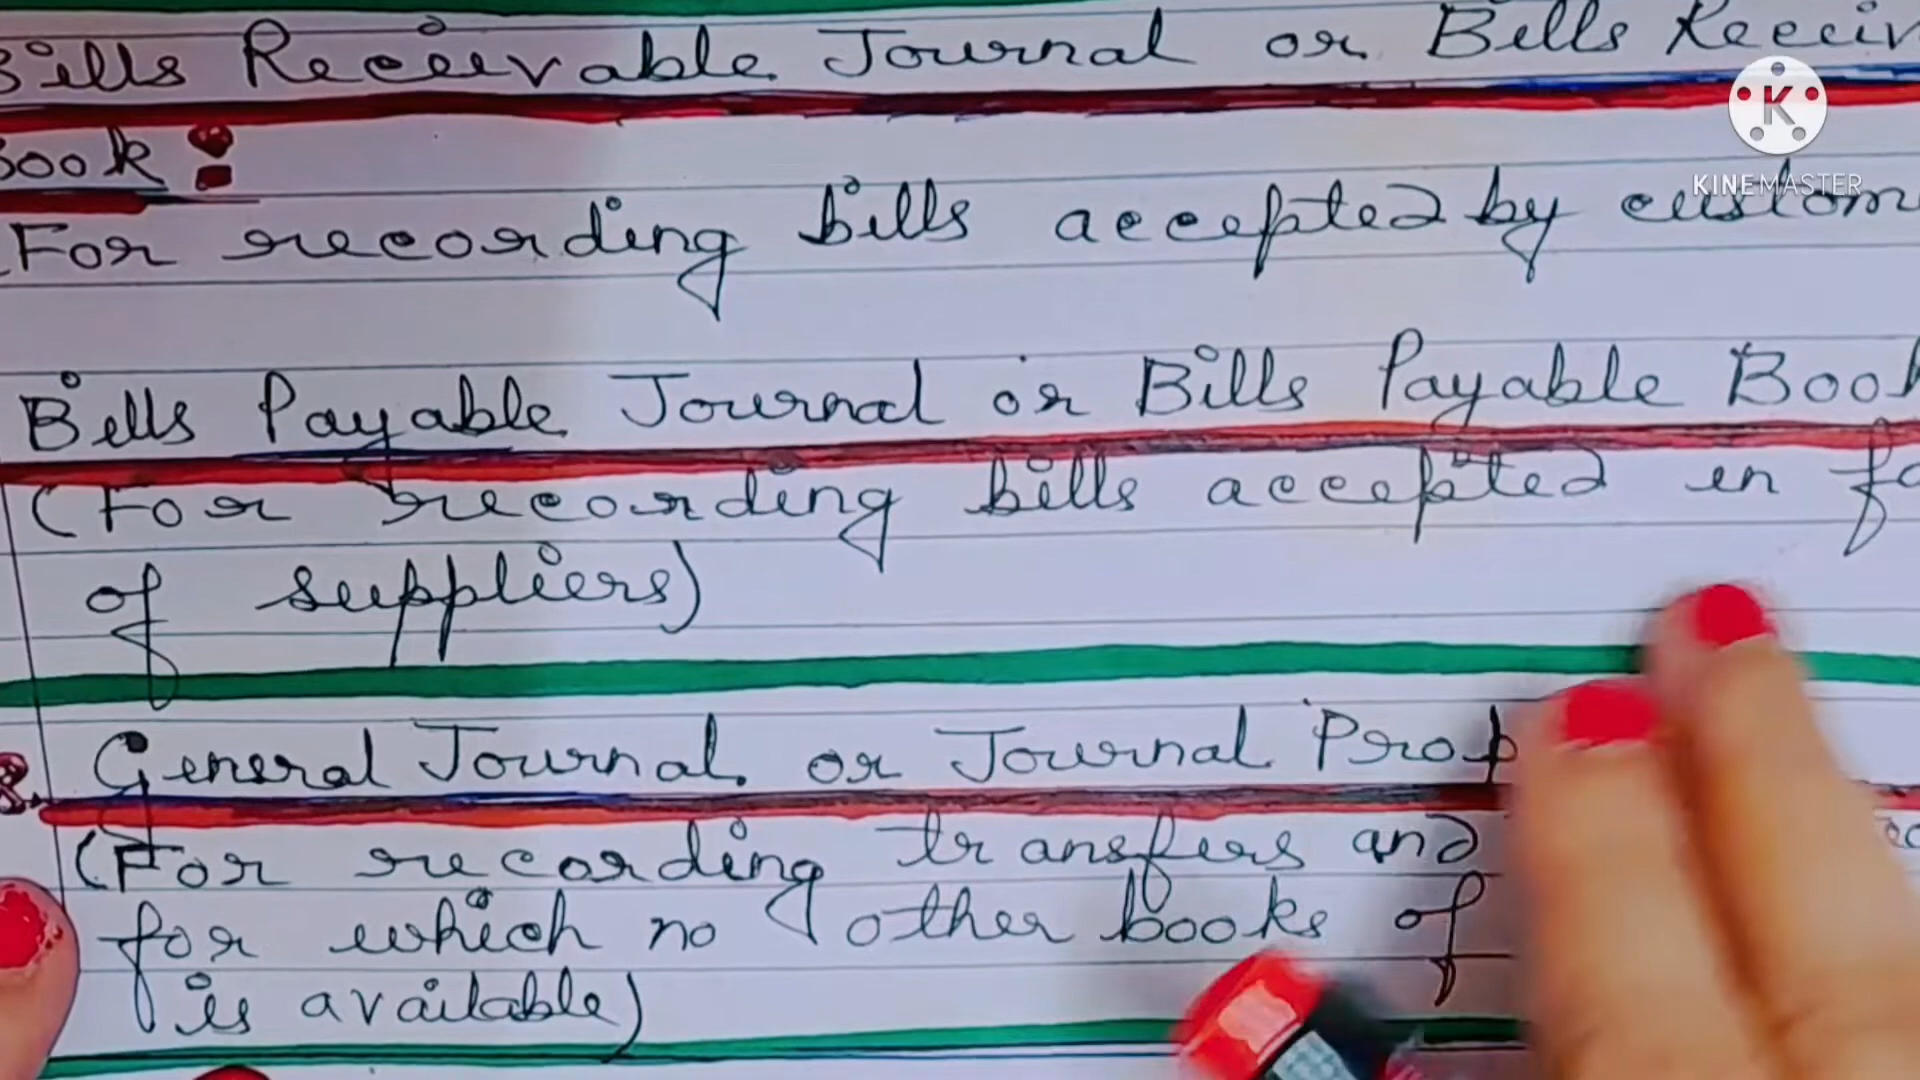 Bills Receivable Journal or Bills Receiv
Book:
(For recording bills accepted by custom
Bills Payable Journal or Bills Payable Book
(For recording bills accepted in fa
of suppliers)
8. General Journal or Journal Prop
(For recording transfers and
for which no other books of
is available)
K
KINEMASTER